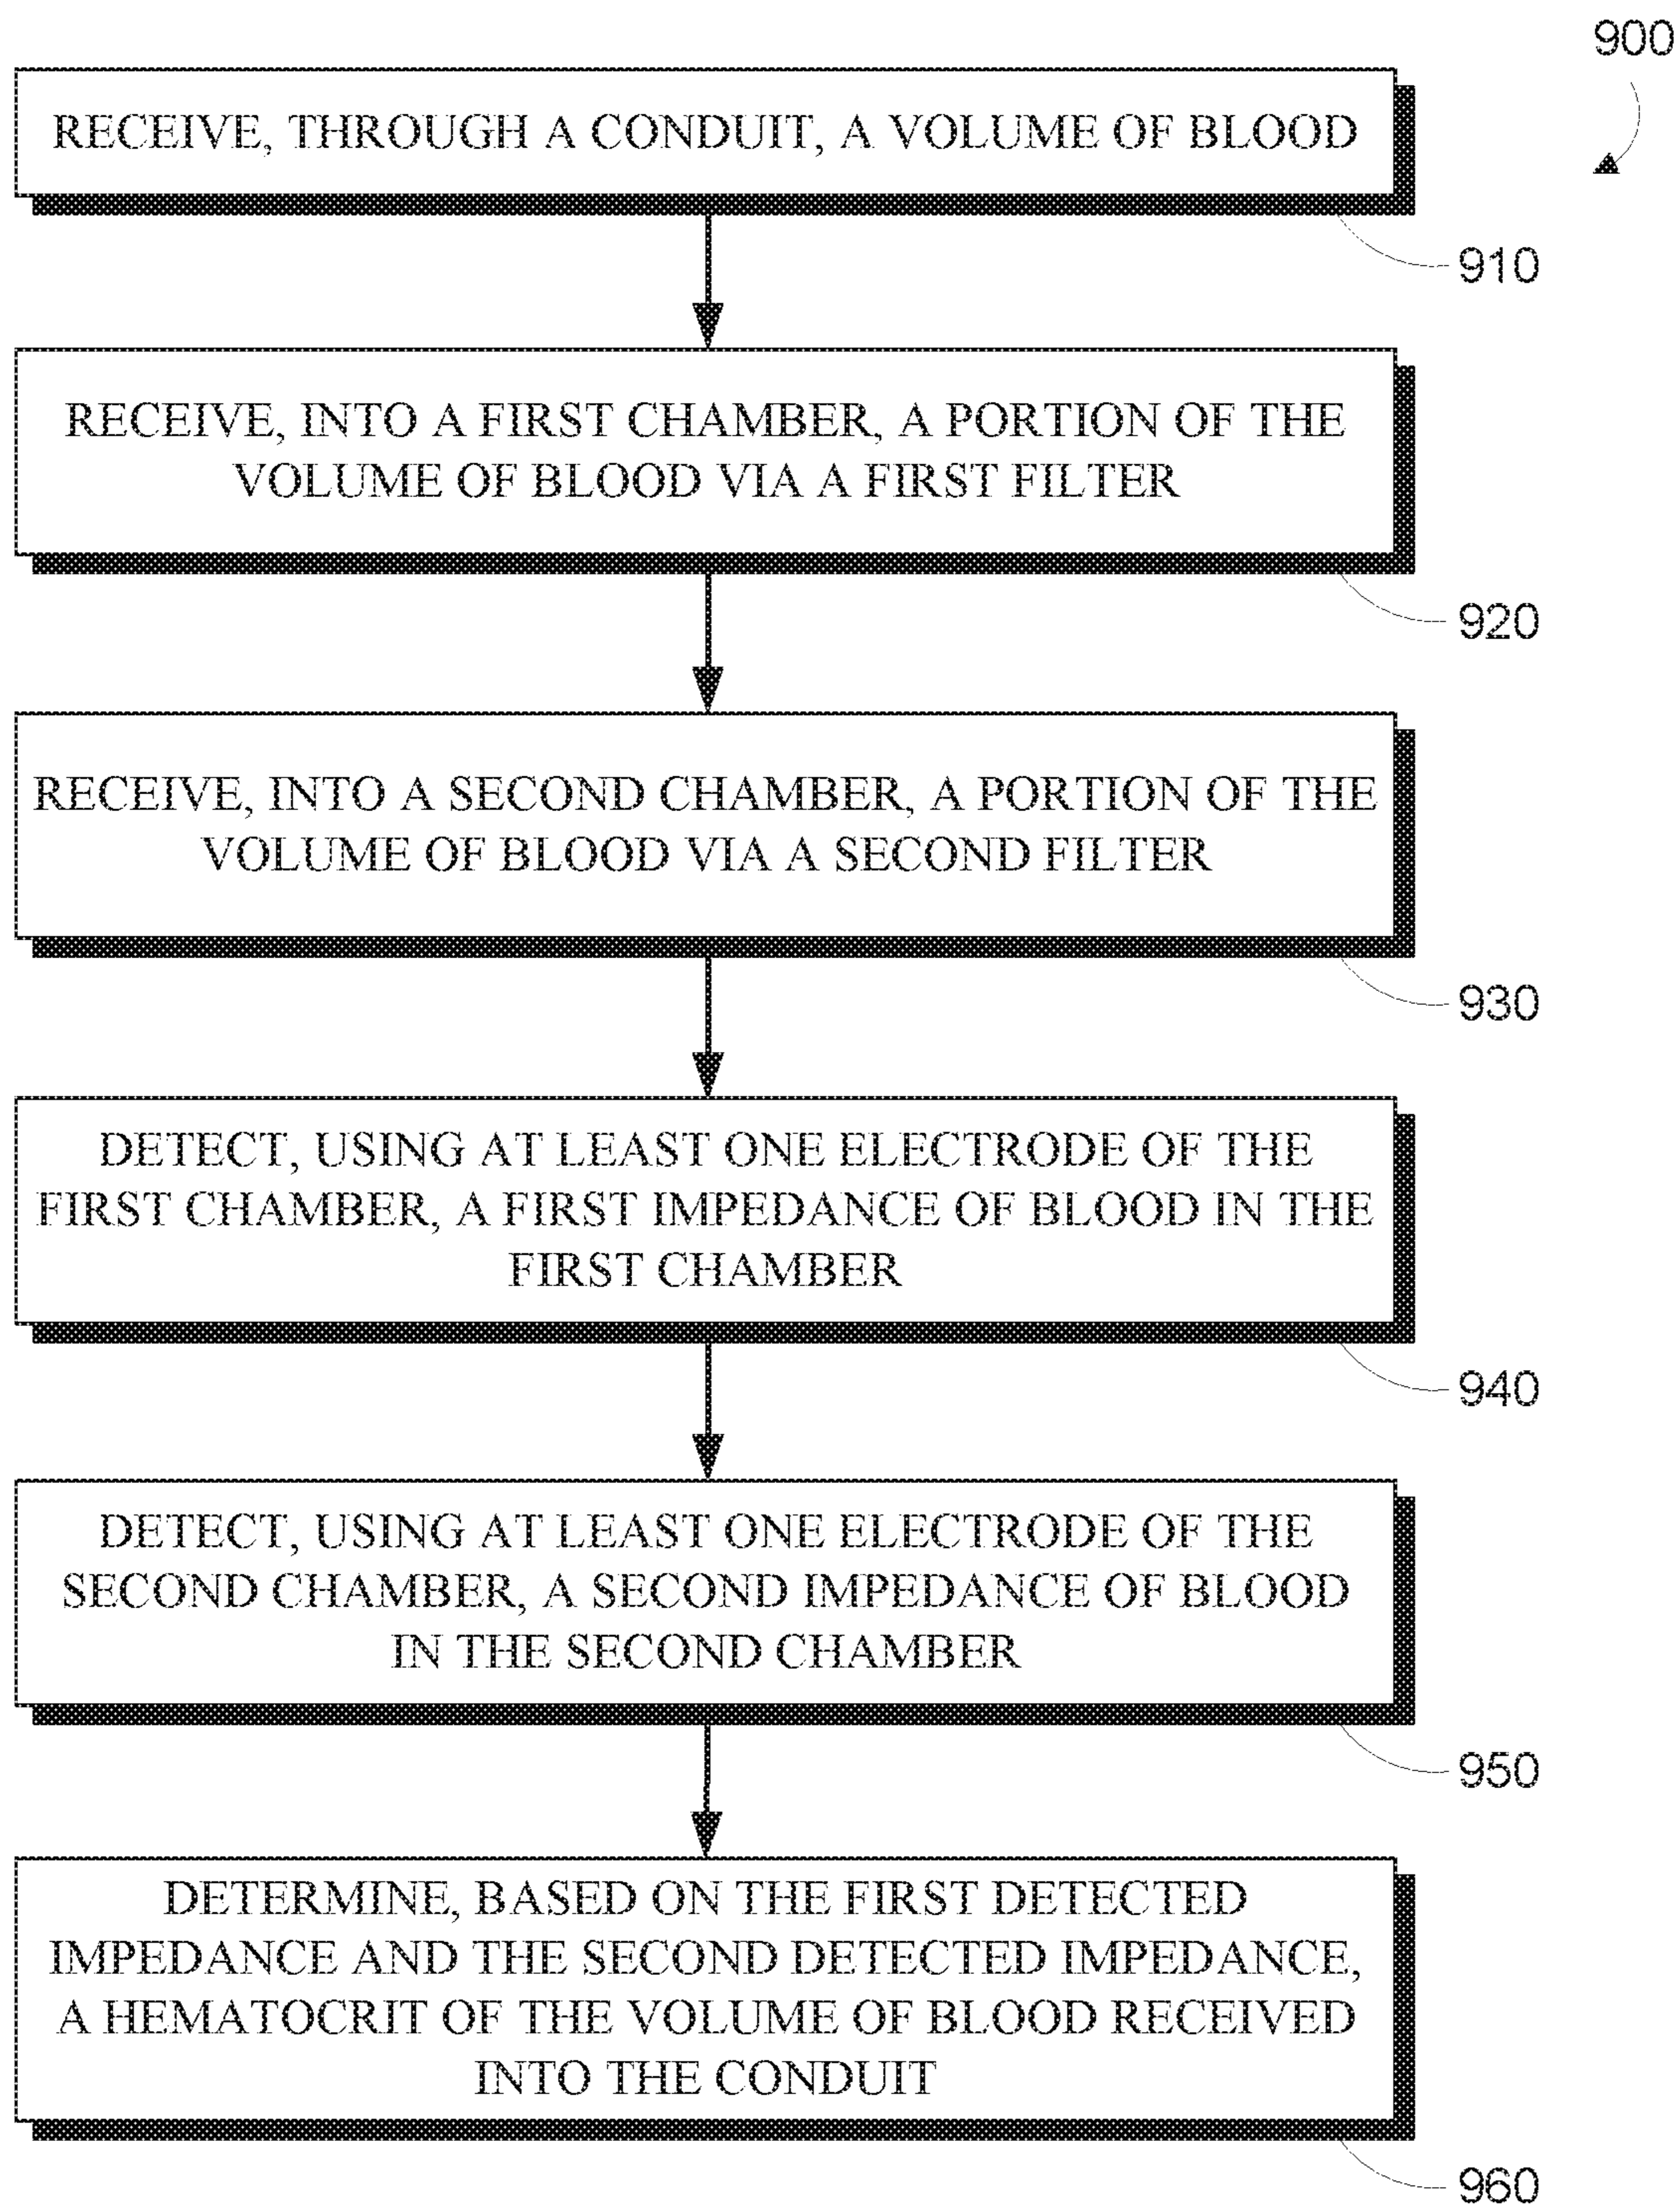 900
RECEIVE, THROUGH A CONDUIT, A VOLUME OF BLOOD
910
RECEIVE, INTO A FIRST CHAMBER, A PORTION OF THE
VOLUME OF BLOOD VIA A FIRST FILTER
920
RECEIVE, INTO A SECOND CHAMBER, A PORTION OF THE
VOLUME OF BLOOD VIA A SECOND FILTER
930
DETECT, USING AT LEAST ONE ELECTRODE OF THE
FIRST CHAMBER, A FIRST IMPEDANCE OF BLOOD IN THE
FIRST CHAMBER
940
DETECT, USING AT LEAST ONE ELECTRODE OF THE
SECOND CHAMBER, A SECOND IMPEDANCE OF BLOOD
IN THE SECOND CHAMBER
950
DETERMINE, BASED ON THE FIRST DETECTED
IMPEDANCE AND THE SECOND DETECTED IMPEDANCE,
A HEMATOCRIT OF THE VOLUME OF BLOOD RECEIVED
INTO THE CONDUIT
960